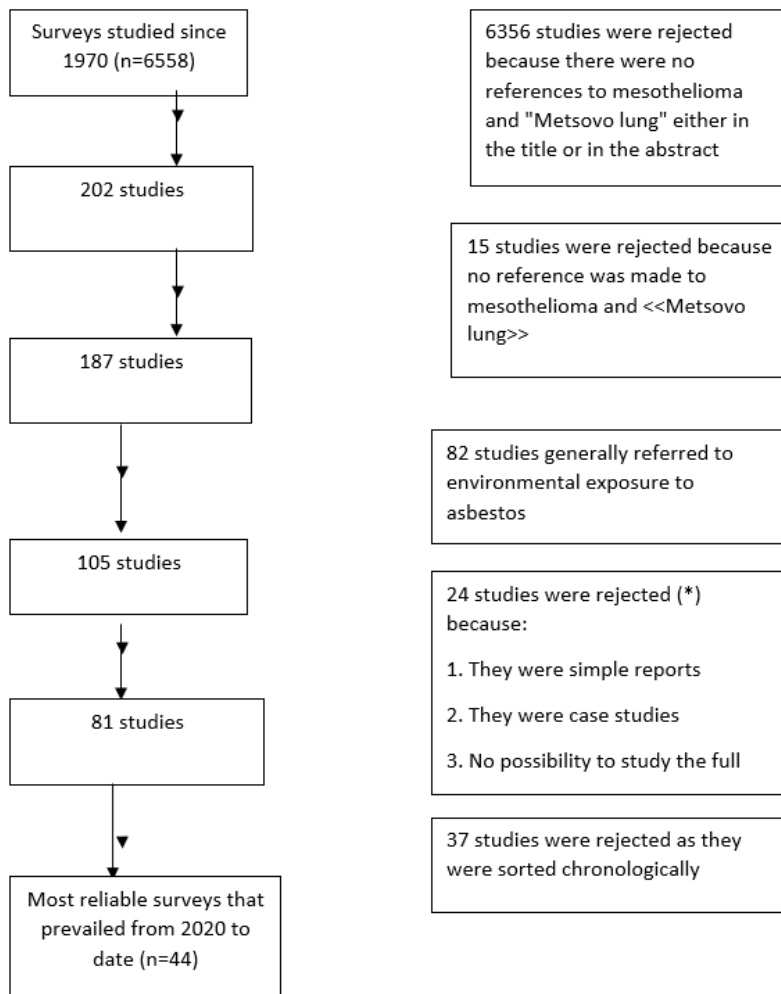 Surveys studied since
1970 (n=6558)
6356 studies were rejected
because there were no
references to mesothelioma
and "Metsovo lung" either in
the title or in the abstract
202 studies
15 studies were rejected because
no reference was made to
mesothelioma and <<Metsovo
lung>>
187 studies
82 studies generally referred to
environmental exposure to
asbestos
105 studies
24 studies were rejected (*)
because:
1. They were simple reports
2. They were case studies
3. No possibility to study the full
81 studies
37 studies were rejected as they
were sorted chronologically
Most reliable surveys that
prevailed from 2020 to
date (n=44)